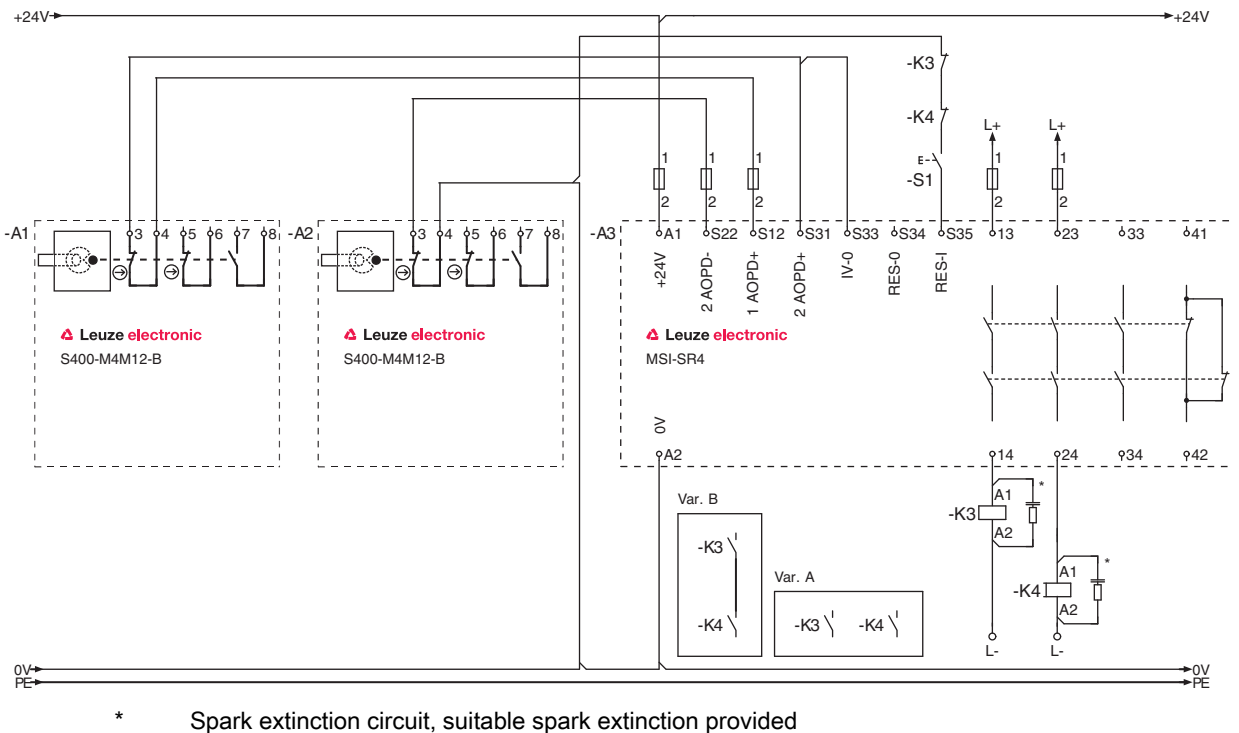 +24V
+24V
-K3
-K4
L+
L+
E--
-S1
1
1
1
1
1
2
2
2
2
2
-A1
3
4
5
6
7
8
-A2
3
4
5
6
7
8
-A3
A1
S22
S12
S31
S33
S34
S35
13
23
33
41
+24V
2 AOPD-
1 AOPD+
2 AOPD+
IV-0
RES-0
RES-I
Leuze electronic
S400-M4M12-B
Leuze electronic
S400-M4M12-B
Leuze electronic
MSI-SR4
0V
A2
14
24
34
42
Var. B
-K3
-K4
Var. A
-K3
-K4
-K3
A1
A2
*
-K4
A1
A2
*
L-
L-
0V
0V
PE
PE
* Spark extinction circuit, suitable spark extinction provided